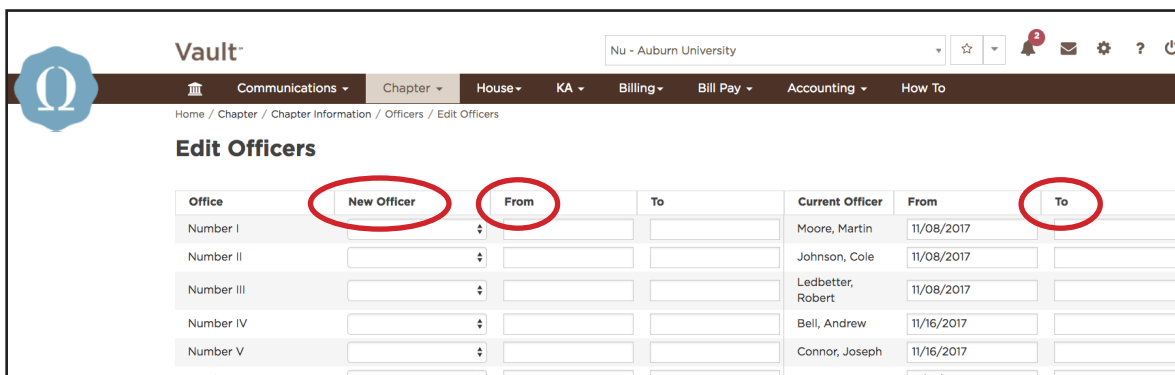 Vault
Nu - Auburn University
2
?
Ω
Communications Chapter House KA Billing Bill Pay Accounting How To
Home / Chapter / Chapter Information / Officers / Edit Officers
Edit Officers
Office New Officer From To Current Officer From To
Number I Moore, Martin 11/08/2017
Number II Johnson, Cole 11/08/2017
Number III Ledbetter, Robert 11/08/2017
Number IV Bell, Andrew 11/16/2017
Number V Connor, Joseph 11/16/2017